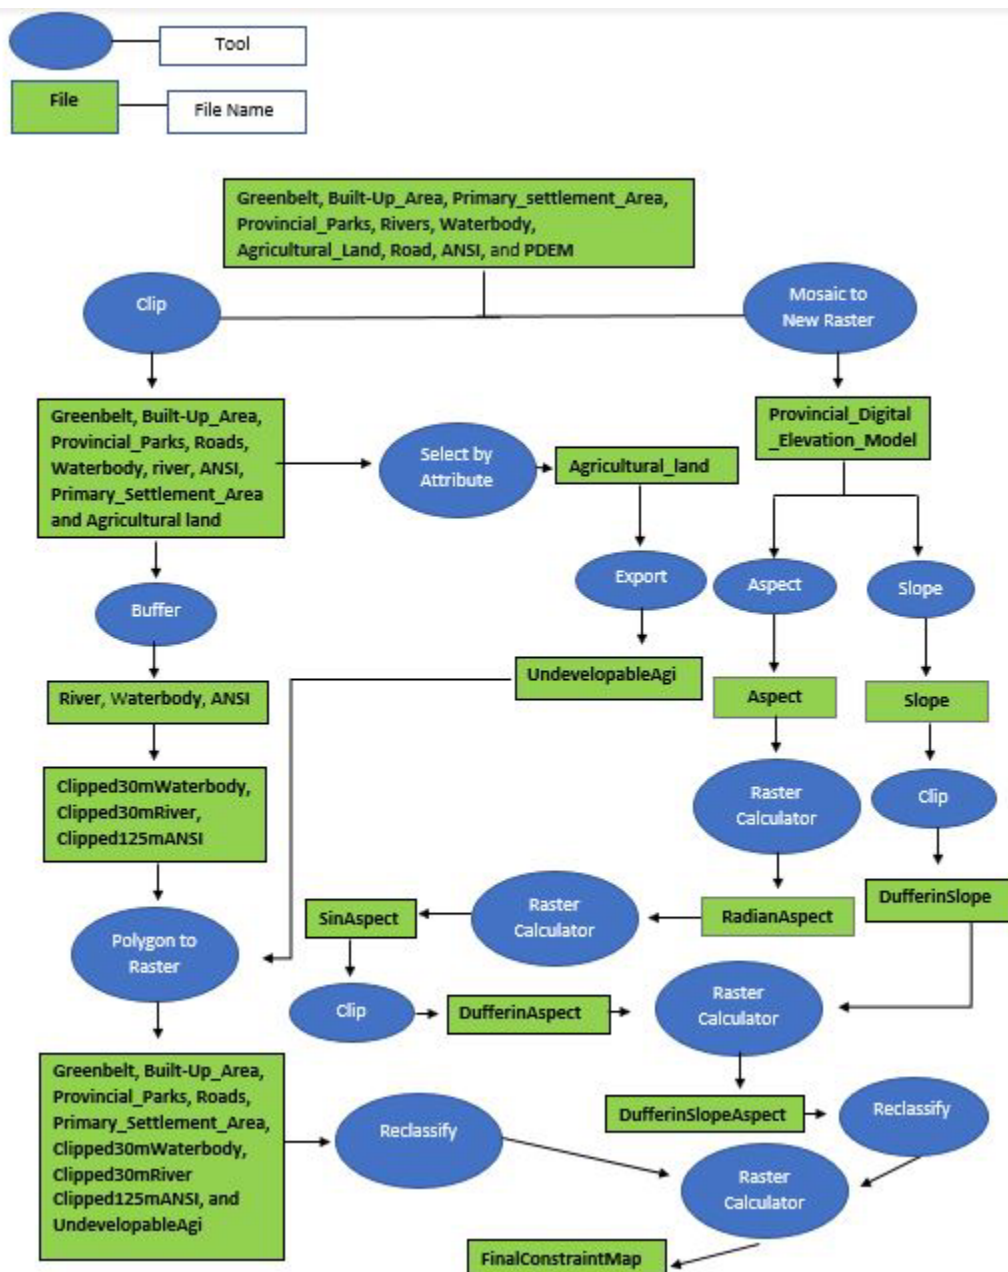 Tool
File
File Name
Greenbelt, Built-Up_Area, Primary_settlement_Area,
Provincial_Parks, Rivers, Waterbody,
Agricultural_Land, Road, ANSI, and PDEM
Clip
Mosaic to
New Raster
Greenbelt, Built-Up_Area,
Provincial_Parks, Roads,
Waterbody, river, ANSI,
Primary_Settlement_Area
and Agricultural land
Select by
Attribute
Agricultural_land
Provincial_Digital
_Elevation_Model
Buffer
Export
Aspect
Slope
River, Waterbody, ANSI
UndevelopableAgi
Aspect
Slope
Clipped30mWaterbody,
Clipped30mRiver,
Clipped125mANSI
Raster
Calculator
Clip
Polygon to
Raster
SinAspect
Raster
Calculator
RadianAspect
DufferinSlope
Clip
DufferinAspect
Raster
Calculator
Greenbelt, Built-Up_Area,
Provincial_Parks, Roads,
Primary_Settlement_Area,
Clipped30mWaterbody,
Clipped30mRiver
Clipped125mANSI, and
UndevelopableAgi
Reclassify
DufferinSlopeAspect
Reclassify
Raster
Calculator
FinalConstraintMap